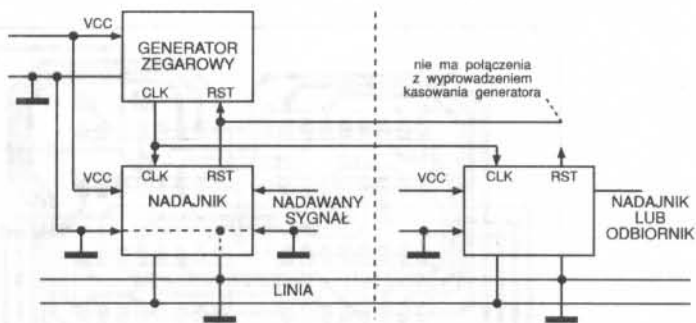 VCC
GENERATOR
ZEGAROWY
CLK
RST
nie ma połączenia
z wyprowadzeniem
kasowania generatora
VCC
CLK
RST
NADAJNIK
NADAWANY
SYGNAŁ
VCC
CLK
RST
NADAJNIK
LUB
ODBIORNIK
LINIA